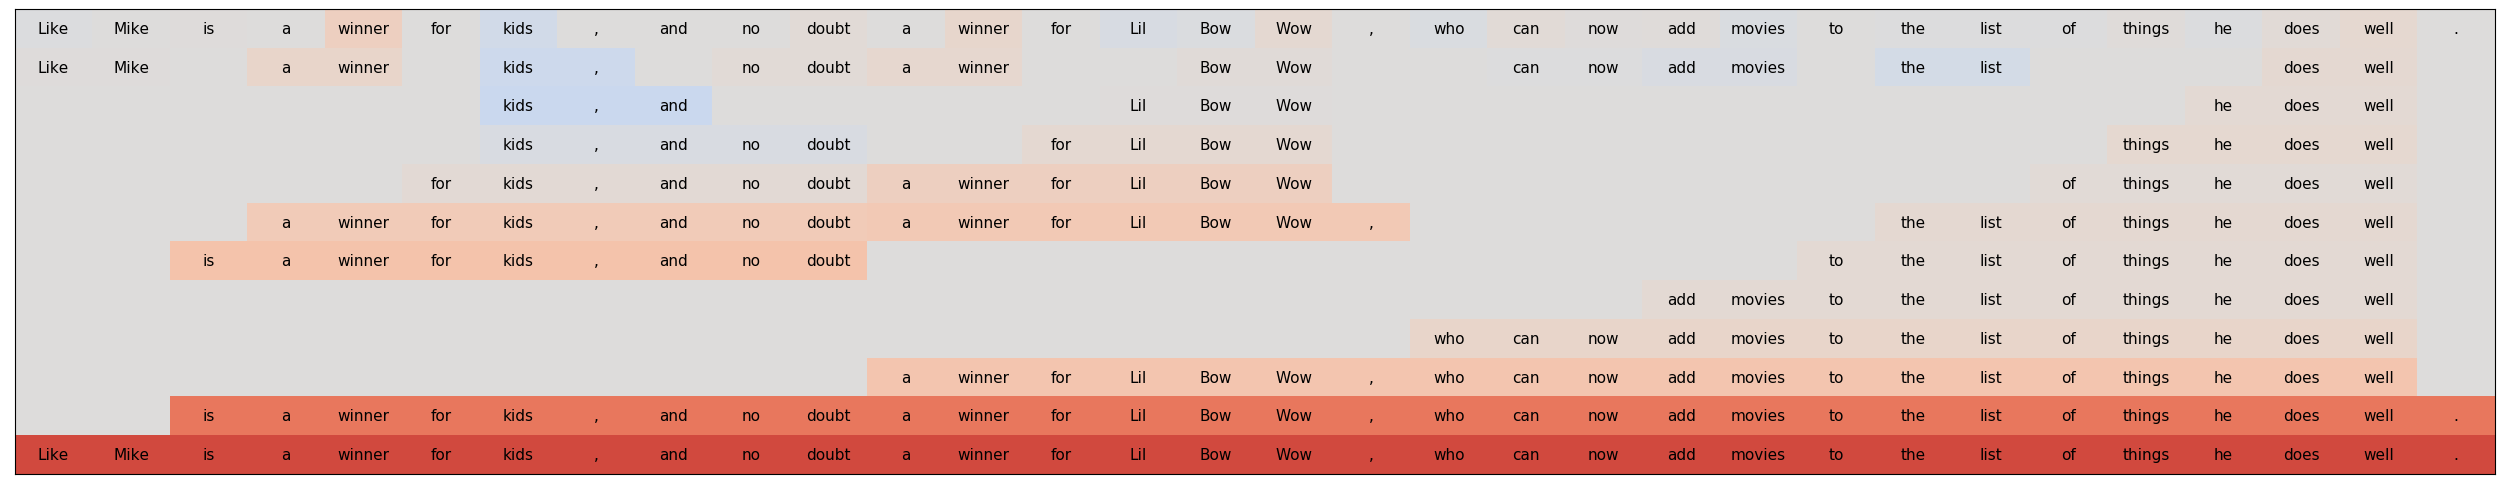 Like Mike is a winner for kids , and no doubt a winner for Lil Bow Wow , who can now add movies to the list of things he does well .
Like Mike a winner kids , no doubt a winner Bow Wow can now add movies the list does well
kids , and Lil Bow Wow he does well
kids , and no doubt for Lil Bow Wow things he does well
for kids , and no doubt a winner for Lil Bow Wow of things he does well
a winner for kids , and no doubt a winner for Lil Bow Wow , the list of things he does well
is a winner for kids , and no doubt to the list of things he does well
add movies to the list of things he does well
who can now add movies to the list of things he does well
a winner for Lil Bow Wow , who can now add movies to the list of things he does well
is a winner for kids , and no doubt a winner for Lil Bow Wow , who can now add movies to the list of things he does well .
Like Mike is a winner for kids , and no doubt a winner for Lil Bow Wow , who can now add movies to the list of things he does well .